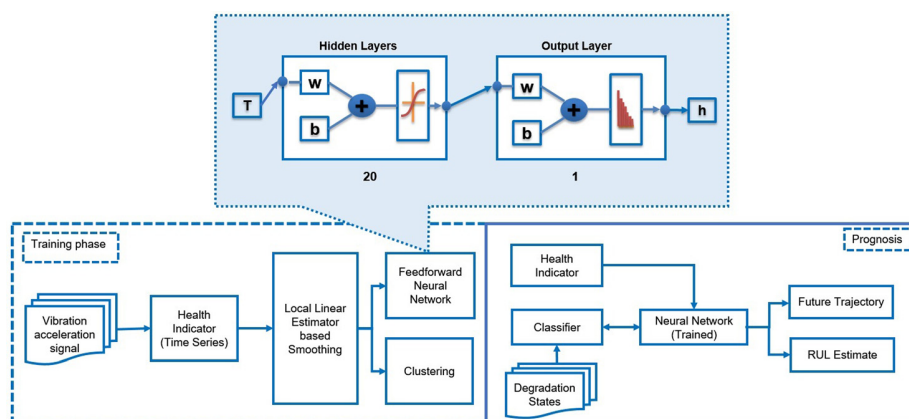 Hidden Layers
Output Layer
T
w
b
+
20
w
b
+
1
h
Training phase
Vibration
acceleration
signal
Health
Indicator
(Time Series)
Local Linear
Estimator
based
Smoothing
Feedforward
Neural
Network
Clustering
Prognosis
Health
Indicator
Classifier
Degradation
States
Neural Network
(Trained)
Future Trajectory
RUL Estimate